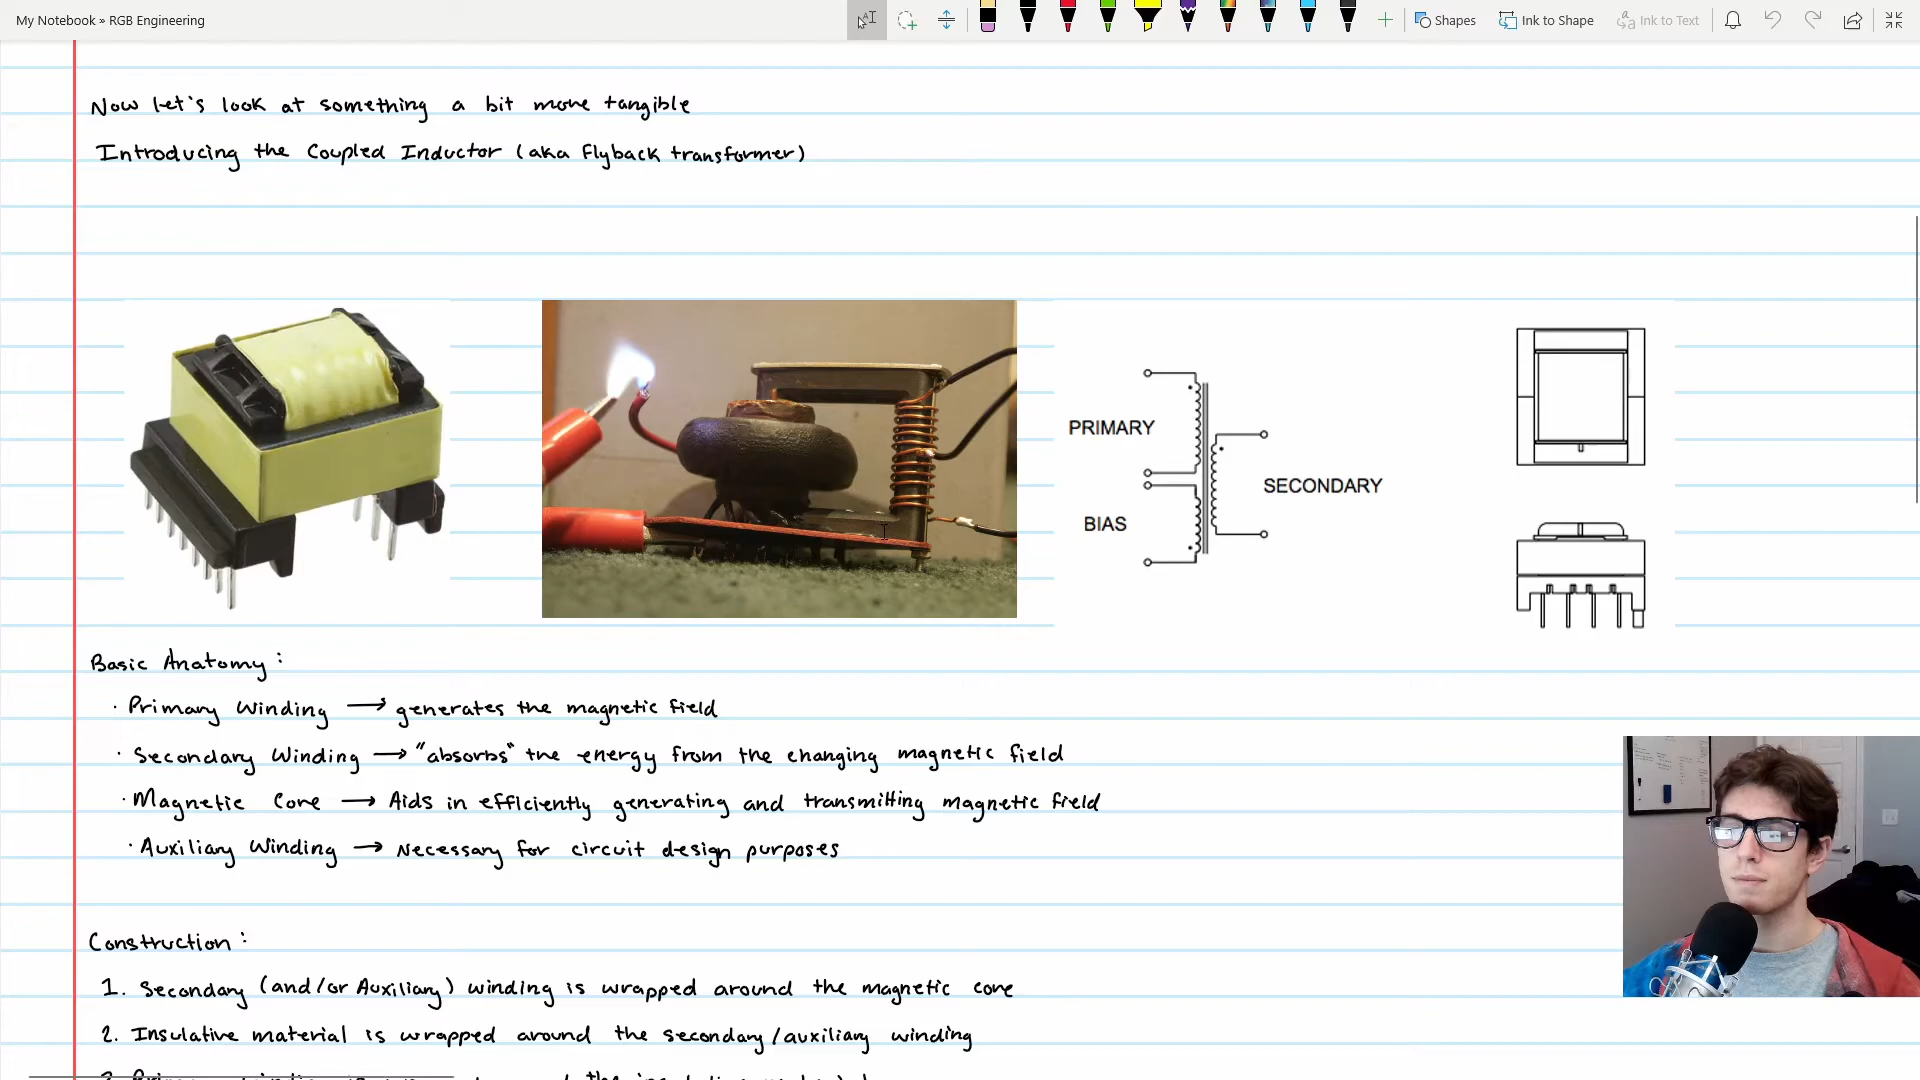 My Notebook » RGB Engineering
Shapes
Ink to Shape
Ink to Text
Now let's look at something a bit more tangible
Introducing the Coupled Inductor (aka Flyback transformer)
PRIMARY
SECONDARY
BIAS
Basic Anatomy:
· Primary Winding → generates the magnetic field
· Secondary Winding → "absorbs" the energy from the changing magnetic field
· Magnetic Core → Aids in efficiently generating and transmitting magnetic field
· Auxiliary Winding → Necessary for circuit design purposes
Construction:
1. Secondary (and/or Auxiliary) winding is wrapped around the magnetic core
2. Insulative material is wrapped around the secondary/auxiliary winding